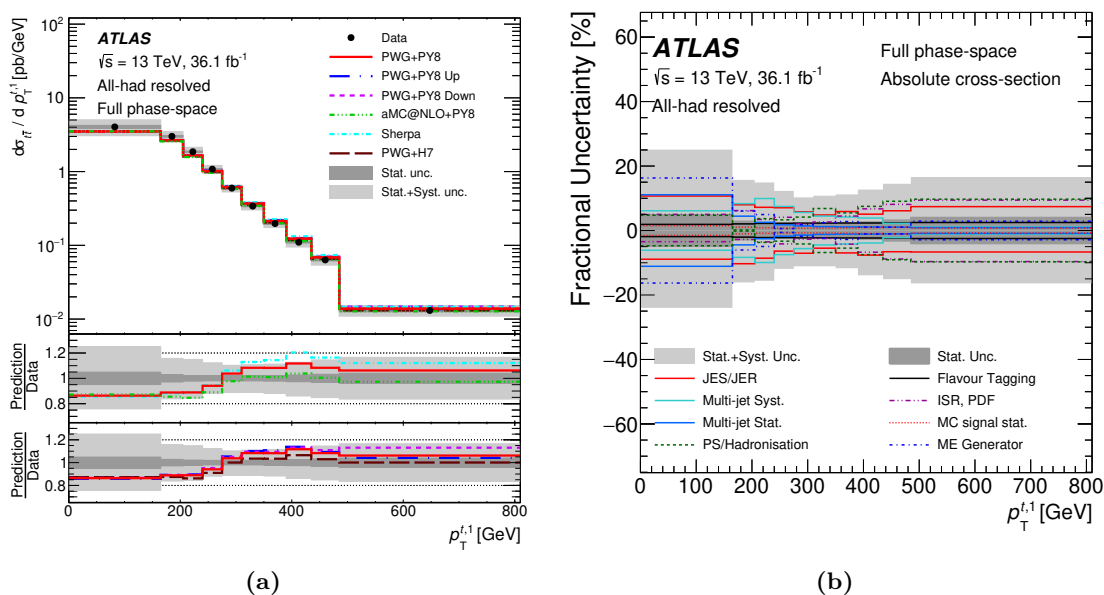 ATLAS
√s = 13 TeV, 36.1 fb⁻¹
All-had resolved
Full phase-space
Data
PWG+PY8
PWG+PY8 Up
PWG+PY8 Down
aMC@NLO+PY8
Sherpa
PWG+H7
Stat. unc.
Stat.+Syst. unc.
dσ_{tt̄} / d p_T^{t,1} [pb/GeV]
10²
10
1
10⁻¹
10⁻²
Prediction
Data
1.2
1
0.8
Prediction
Data
1.2
1
0.8
0 200 400 600 800
p_T^{t,1} [GeV]
(a)
ATLAS
√s = 13 TeV, 36.1 fb⁻¹
All-had resolved
Full phase-space
Absolute cross-section
Fractional Uncertainty [%]
60
40
20
0
−20
−40
−60
Stat.+Syst. Unc.
JES/JER
Multi-jet Syst.
Multi-jet Stat.
PS/Hadronisation
Stat. Unc.
Flavour Tagging
ISR, PDF
MC signal stat.
ME Generator
0 100 200 300 400 500 600 700 800
p_T^{t,1} [GeV]
(b)